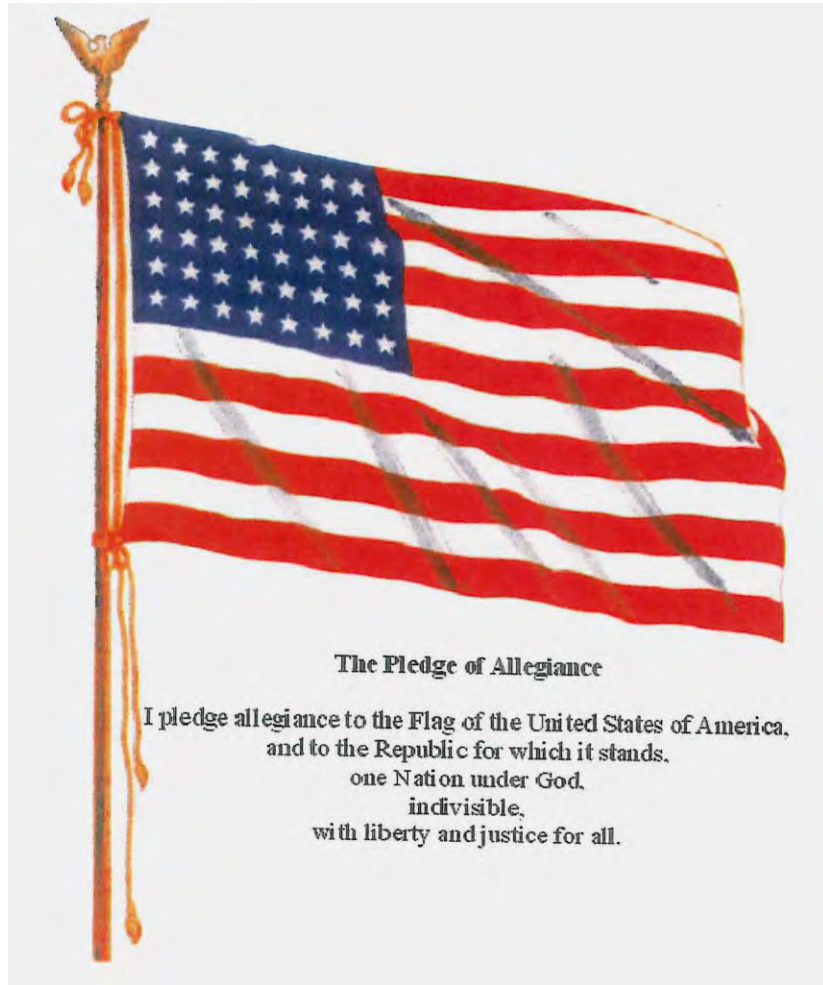 The Pledge of Allegiance
I pledge allegiance to the Flag of the United States of America,
and to the Republic for which it stands,
one Nation under God,
indivisible,
with liberty and justice for all.